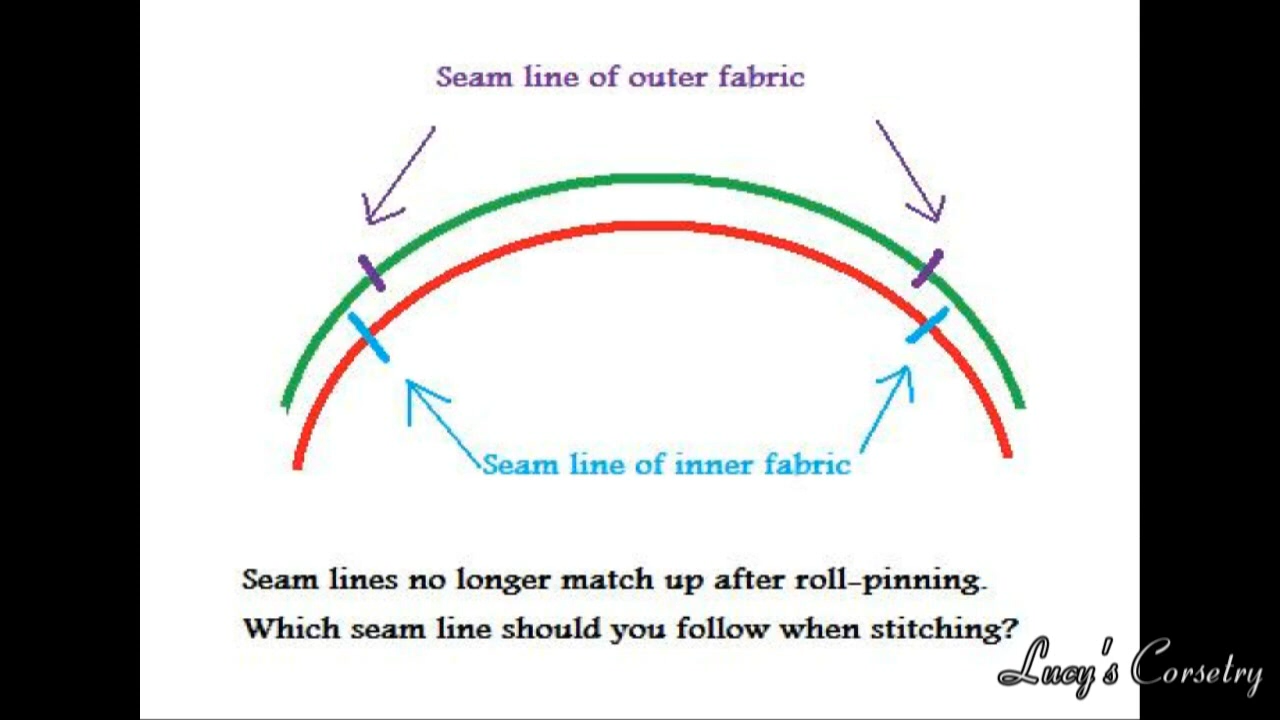 Seam line of outer fabric
Seam line of inner fabric
Seam lines no longer match up after roll-pinning.
Which seam line should you follow when stitching?
Lucy's Corsetry